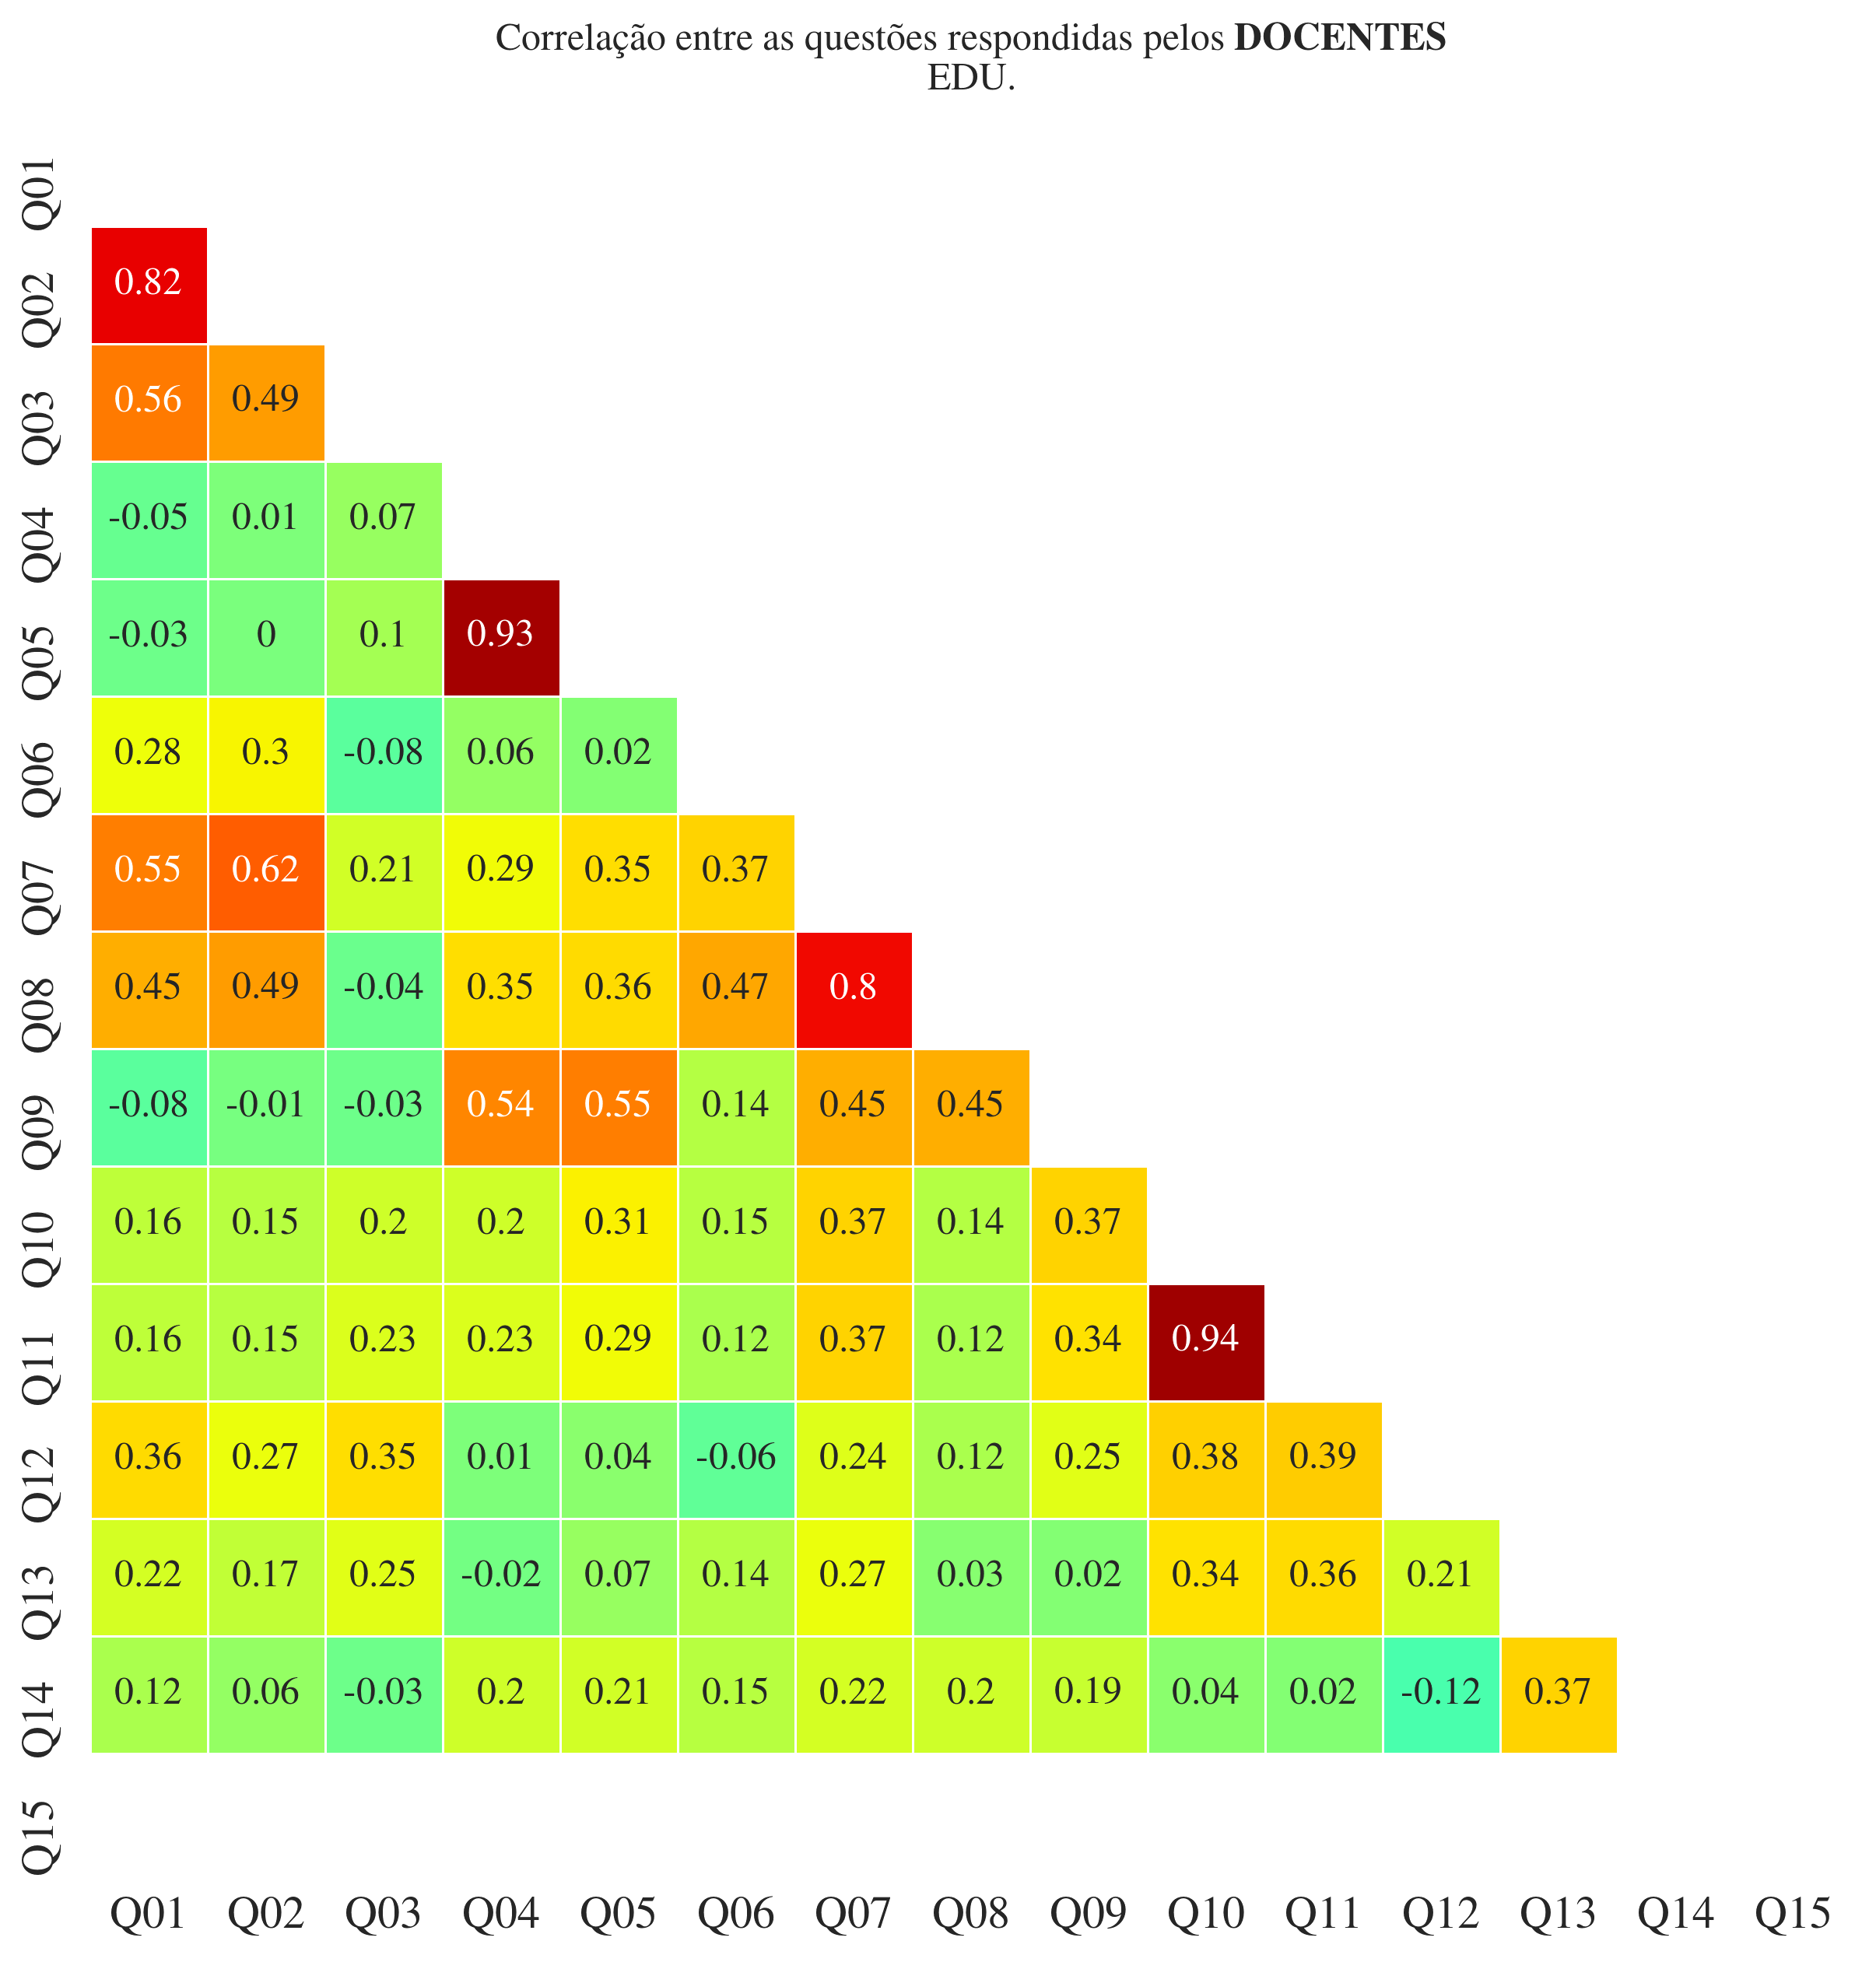 Correlação entre as questões respondidas pelos DOCENTES
EDU.
Q01
Q02 0.82
Q03 0.56 0.49
Q04 -0.05 0.01 0.07
Q05 -0.03 0 0.1 0.93
Q06 0.28 0.3 -0.08 0.06 0.02
Q07 0.55 0.62 0.21 0.29 0.35 0.37
Q08 0.45 0.49 -0.04 0.35 0.36 0.47 0.8
Q09 -0.08 -0.01 -0.03 0.54 0.55 0.14 0.45 0.45
Q10 0.16 0.15 0.2 0.2 0.31 0.15 0.37 0.14 0.37
Q11 0.16 0.15 0.23 0.23 0.29 0.12 0.37 0.12 0.34 0.94
Q12 0.36 0.27 0.35 0.01 0.04 -0.06 0.24 0.12 0.25 0.38 0.39
Q13 0.22 0.17 0.25 -0.02 0.07 0.14 0.27 0.03 0.02 0.34 0.36 0.21
Q14 0.12 0.06 -0.03 0.2 0.21 0.15 0.22 0.2 0.19 0.04 0.02 -0.12 0.37
Q15
Q01 Q02 Q03 Q04 Q05 Q06 Q07 Q08 Q09 Q10 Q11 Q12 Q13 Q14 Q15